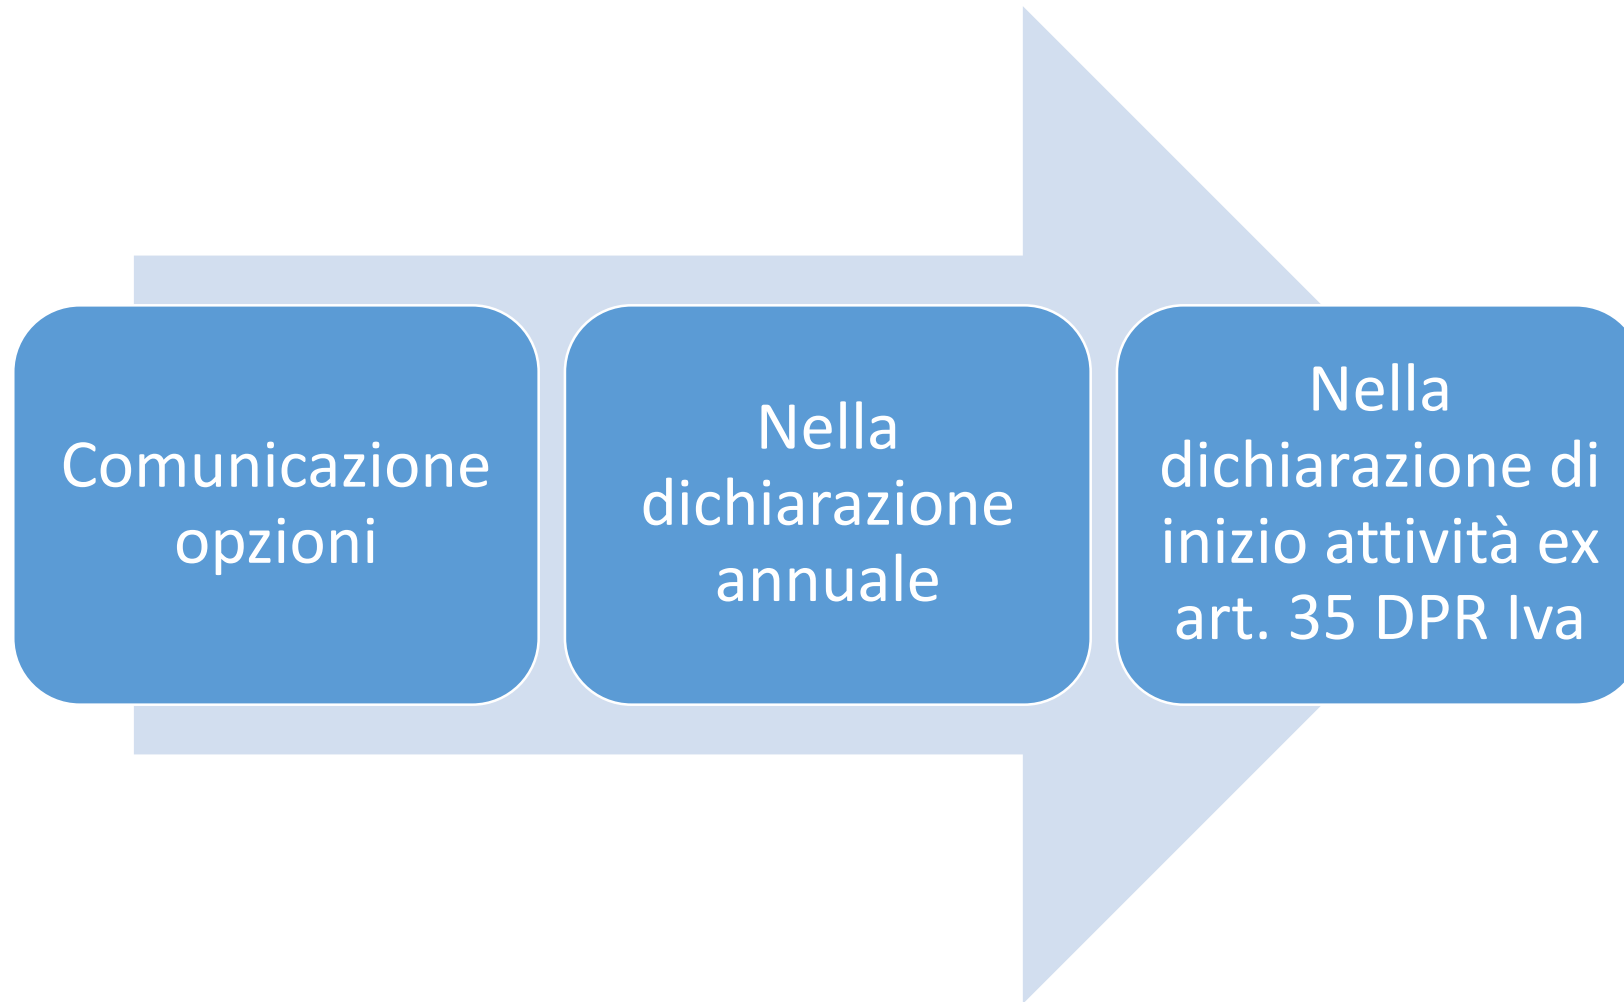 Comunicazione
opzioni
Nella
dichiarazione
annuale
Nella
dichiarazione di
inizio attività ex
art. 35 DPR Iva